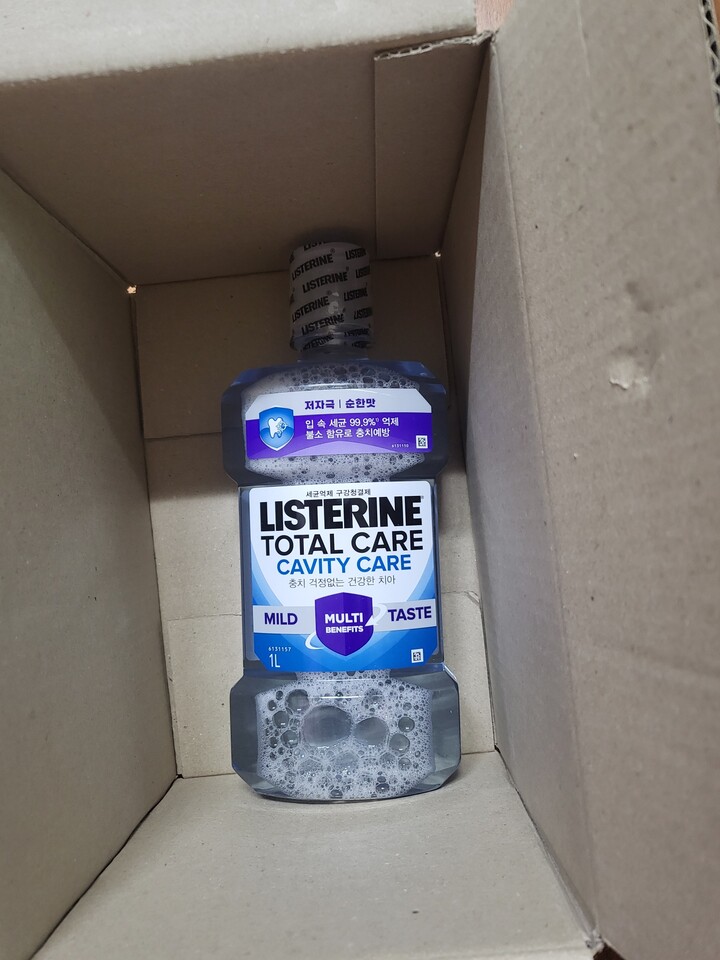 LISTERINE
LISTERINE
LISTERINE
LISTERINE
LISTERINE
저자극 | 순한맛
입 속 세균 99.9% 억제
불소 함유로 충치예방
6131159
세균억제 구강청결제
LISTERINE®
TOTAL CARE
CAVITY CARE
충치 걱정없는 건강한 치아
MILD
MULTI
BENEFITS
TASTE
6131157
1L